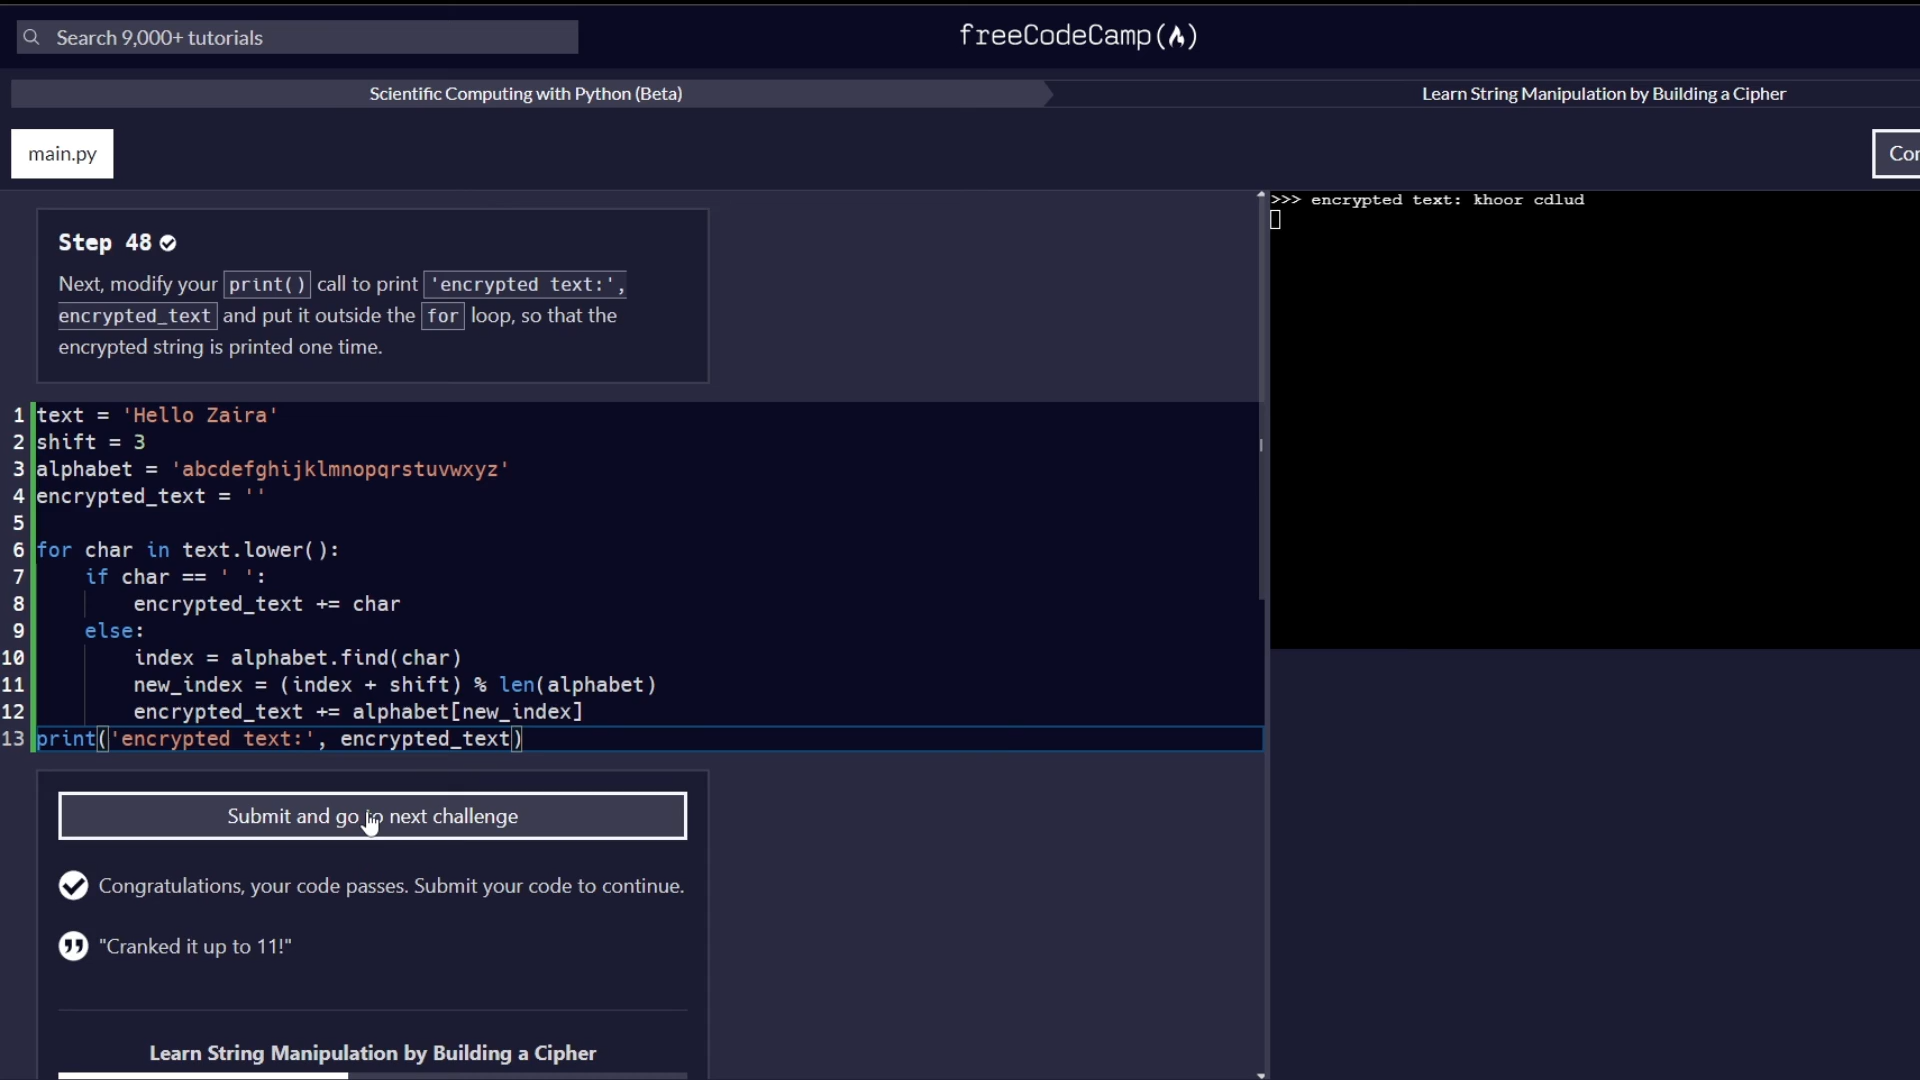 Search 9,000+ tutorials
freeCodeCamp(🔥)
Scientific Computing with Python (Beta)
Learn String Manipulation by Building a Cipher
main.py
Cor
Step 48
Next, modify your print() call to print 'encrypted text:',
encrypted_text and put it outside the for loop, so that the
encrypted string is printed one time.
1 text = 'Hello Zaira'
2 shift = 3
3 alphabet = 'abcdefghijklmnopqrstuvwxyz'
4 encrypted_text = ''
5
6 for char in text.lower():
7     if char == ' ':
8         encrypted_text += char
9     else:
10         index = alphabet.find(char)
11         new_index = (index + shift) % len(alphabet)
12         encrypted_text += alphabet[new_index]
13 print('encrypted text:', encrypted_text)
Submit and go to next challenge
Congratulations, your code passes. Submit your code to continue.
"Cranked it up to 11!"
Learn String Manipulation by Building a Cipher
>>> encrypted text: khoor cdlud